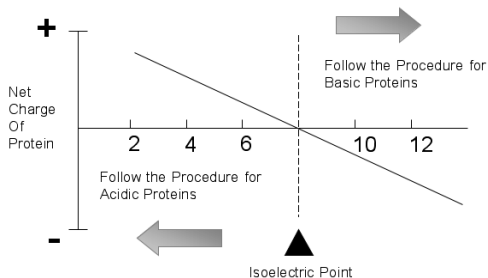 +
Follow the Procedure for
Basic Proteins
Net
Charge
Of
Protein
2 4 6 10 12
Follow the Procedure for
Acidic Proteins
-
Isoelectric Point